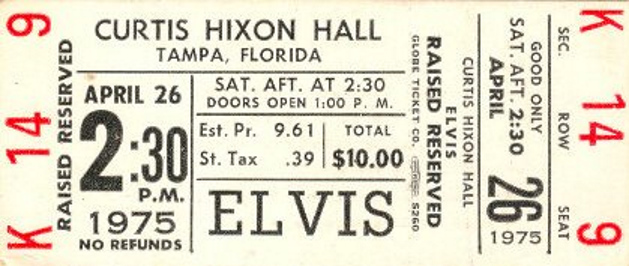 K 14 9
RAISED RESERVED
CURTIS HIXON HALL
TAMPA, FLORIDA
APRIL 26
2:30
P.M.
1975
NO REFUNDS
SAT. AFT. AT 2:30
DOORS OPEN 1:00 P. M.
Est. Pr. 9.61
St. Tax .39
TOTAL
$10.00
ELVIS
GLOBE TICKET CO. 5260
RAISED RESERVED
ELVIS
CURTIS HIXON HALL
APRIL
SAT. AFT. 2:30
GOOD ONLY
26
1975
SEC. ROW SEAT
K 14 9